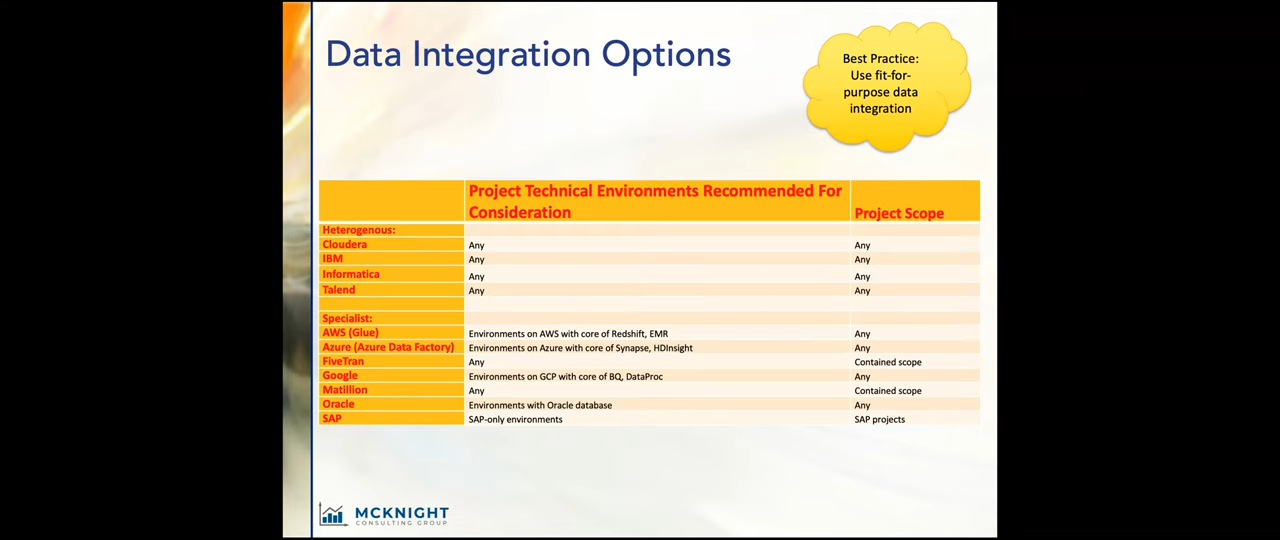 Data Integration Options
Best Practice:
Use fit-for-
purpose data
integration
Project Technical Environments Recommended For
Consideration
Project Scope
Heterogenous:
Cloudera Any Any
IBM Any Any
Informatica Any Any
Talend Any Any
Specialist:
AWS (Glue) Environments on AWS with core of Redshift, EMR Any
Azure (Azure Data Factory) Environments on Azure with core of Synapse, HDInsight Any
FiveTran Any Contained scope
Google Environments on GCP with core of BQ, DataProc Any
Matillion Any Contained scope
Oracle Environments with Oracle database Any
SAP SAP-only environments SAP projects
MCKNIGHT
CONSULTING GROUP